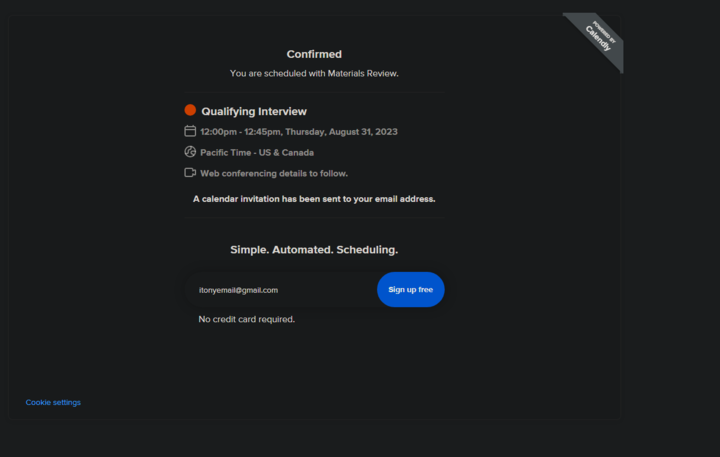 POWERED BY
Calendly
Confirmed
You are scheduled with Materials Review.
Qualifying Interview
12:00pm - 12:45pm, Thursday, August 31, 2023
Pacific Time - US & Canada
Web conferencing details to follow.
A calendar invitation has been sent to your email address.
Simple. Automated. Scheduling.
itonyemail@gmail.com
Sign up free
No credit card required.
Cookie settings